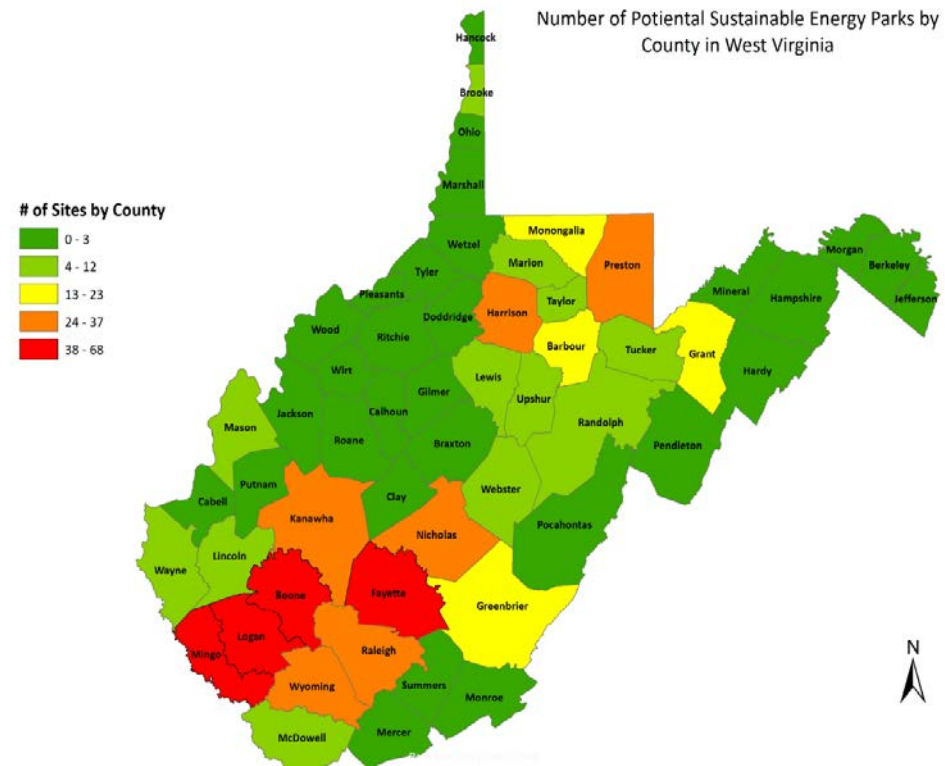 Number of Potiental Sustainable Energy Parks by
County in West Virginia
Hancock
Brooke
Ohio
Marshall
# of Sites by County
0 - 3
4 - 12
13 - 23
24 - 37
38 - 68
Wetzel
Monongalia
Marion
Preston
Morgan
Berkeley
Jefferson
Tyler
Pleasants
Mineral
Hampshire
Taylor
Harrison
Doddridge
Wood
Ritchie
Barbour
Tucker
Grant
Hardy
Wirt
Lewis
Gilmer
Upshur
Jackson
Calhoun
Randolph
Mason
Roane
Braxton
Pendleton
Putnam
Cabell
Clay
Webster
Kanawha
Pocahontas
Nicholas
Lincoln
Wayne
Boone
Fayette
Greenbrier
Logan
Mingo
Raleigh
Wyoming
Summers
Monroe
Mercer
McDowell
N